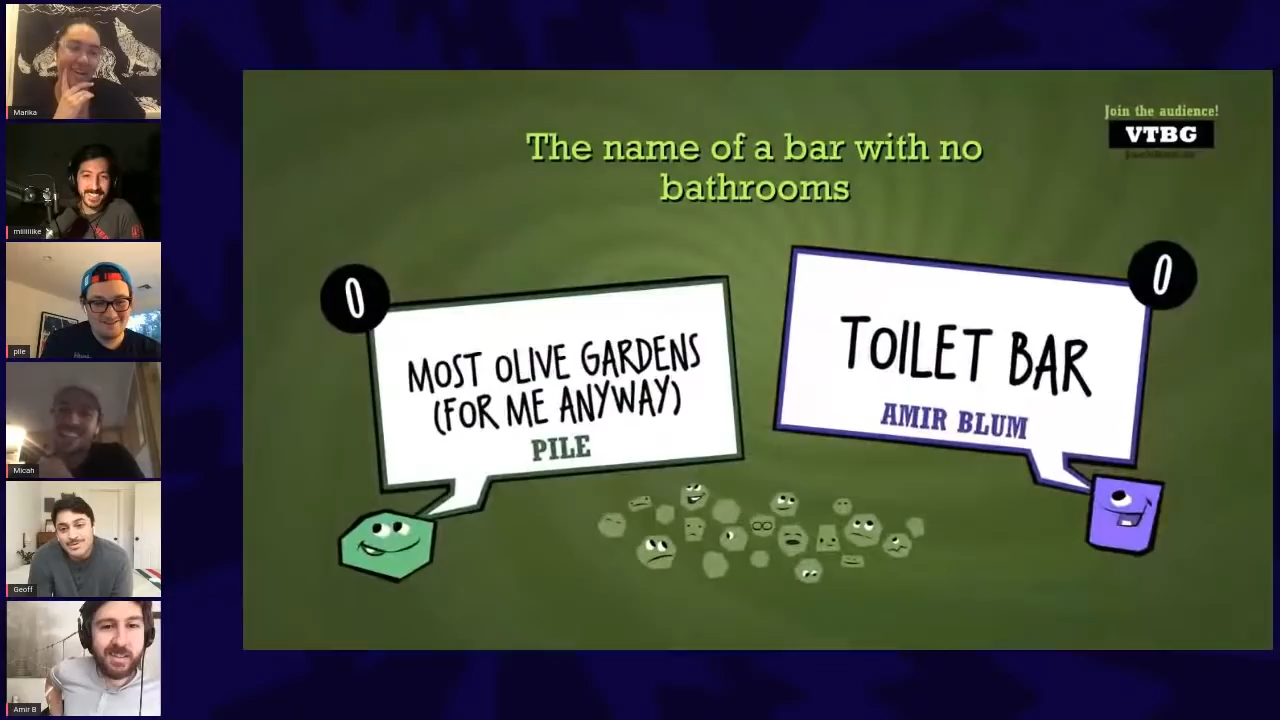 Marika
miiiiiike
pile
Micah
Geoff
Amir B
Join the audience!
VTBG
The name of a bar with no
bathrooms
0
MOST OLIVE GARDENS
(FOR ME ANYWAY)
PILE
0
TOILET BAR
AMIR BLUM